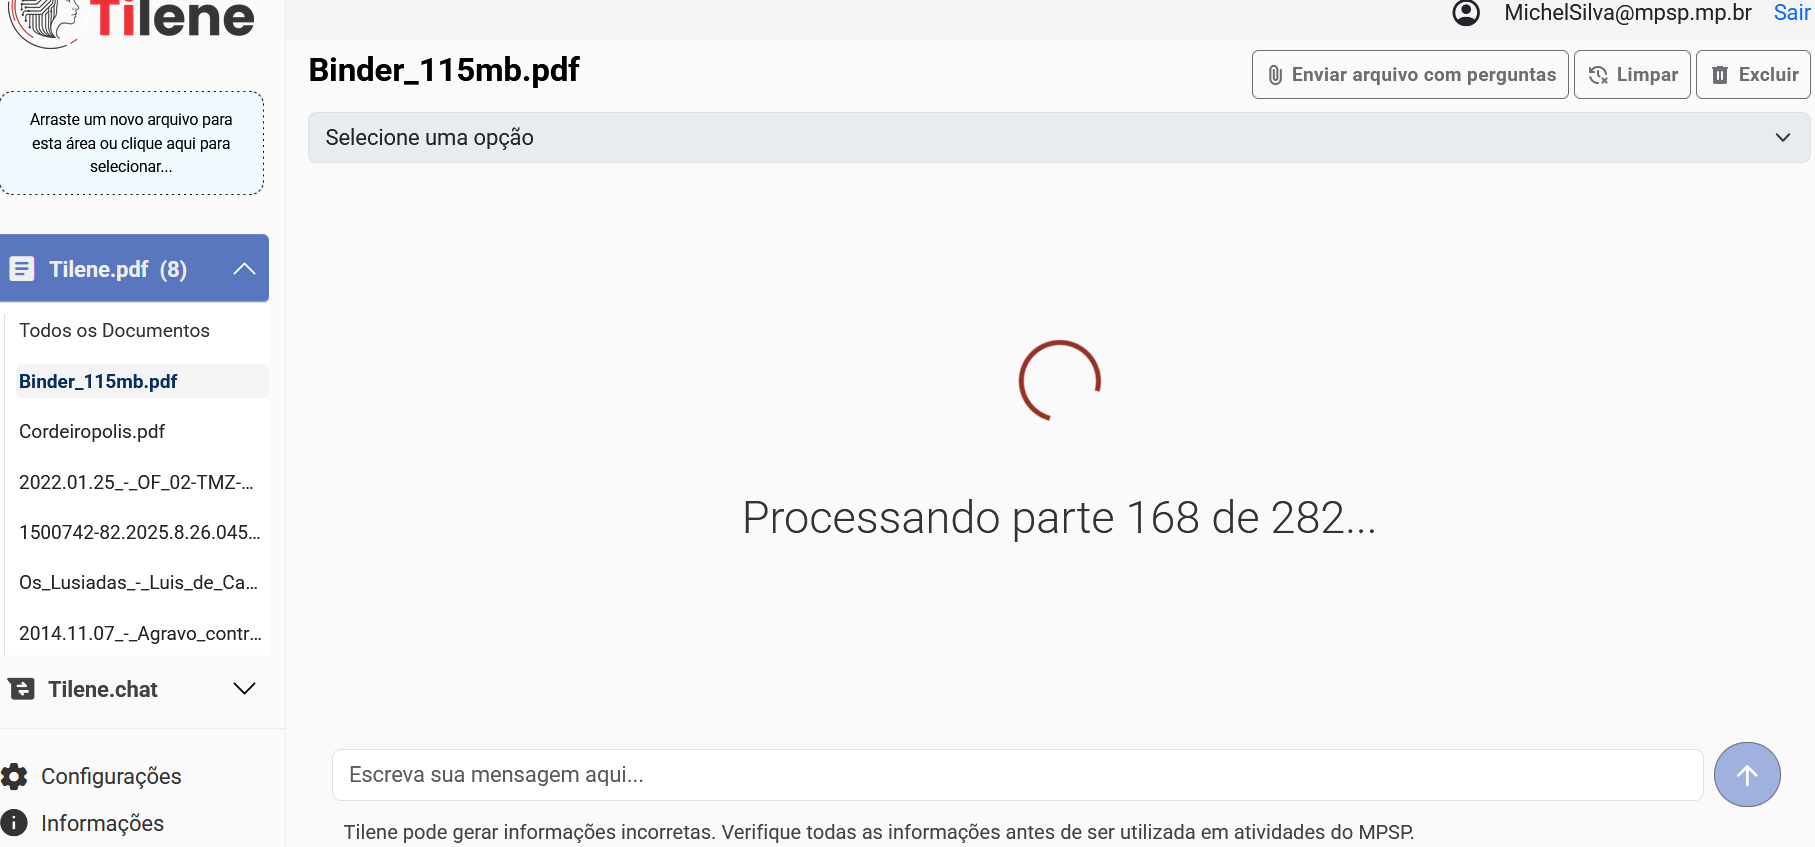 Tilene
MichelSilva@mpsp.mp.br Sair
Binder_115mb.pdf
Enviar arquivo com perguntas Limpar Excluir
Selecione uma opção
Arraste um novo arquivo para
esta área ou clique aqui para
selecionar...
Tilene.pdf (8)
Todos os Documentos
Binder_115mb.pdf
Cordeiropolis.pdf
2022.01.25_-_OF_02-TMZ-...
1500742-82.2025.8.26.045...
Os_Lusiadas_-_Luis_de_Ca...
2014.11.07_-_Agravo_contr...
Tilene.chat
Configurações
Informações
Processando parte 168 de 282...
Escreva sua mensagem aqui...
Tilene pode gerar informações incorretas. Verifique todas as informações antes de ser utilizada em atividades do MPSP.